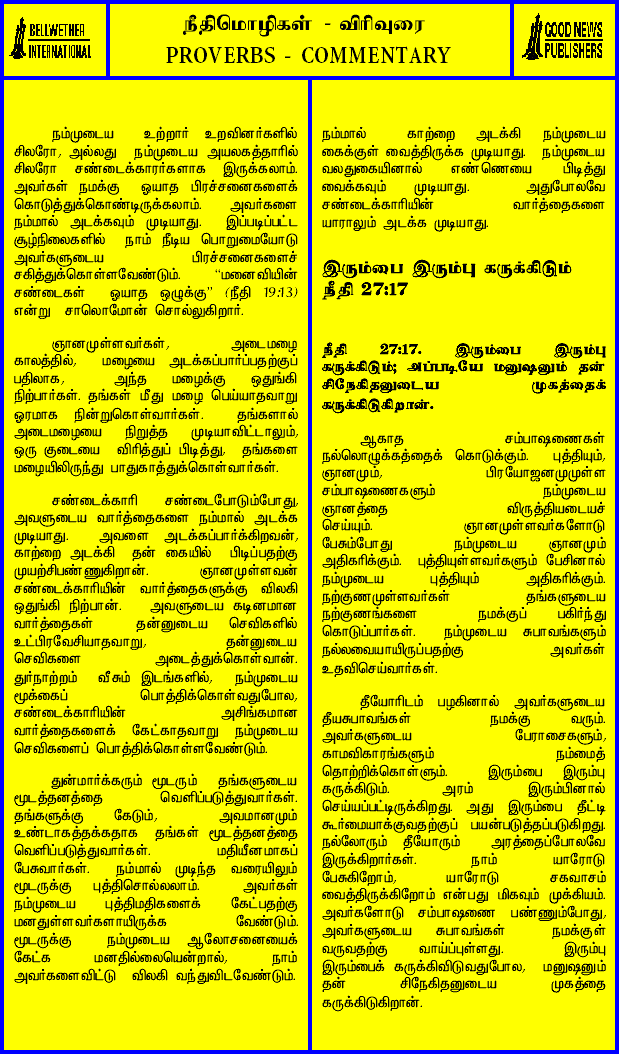 BELLWETHER
INTERNATIONAL
நீதிமொழிகள் - விரிவுரை
PROVERBS - COMMENTARY
GOOD NEWS
PUBLISHERS
நம்முடைய உற்றார் உறவினர்களில்
சிலரோ, அல்லது நம்முடைய அயலகத்தாரில்
சிலரோ சண்டைக்காரர்களாக இருக்கலாம்.
அவர்கள் நமக்கு ஓயாத பிரச்சனைகளைக்
கொடுத்துக்கொண்டிருக்கலாம். அவர்களை
நம்மால் அடக்கவும் முடியாது. இப்படிப்பட்ட
சூழ்நிலைகளில் நாம் நீடிய பொறுமையோடு
அவர்களுடைய பிரச்சனைகளைச்
சகித்துக்கொள்ளவேண்டும். “மனைவியின்
சண்டைகள் ஓயாத ஒழுக்கு” (நீதி 19:13)
என்று சாலொமோன் சொல்லுகிறார்.
ஞானமுள்ளவர்கள், அடைமழை
காலத்தில், மழையை அடக்கப்பார்ப்பதற்குப்
பதிலாக, அந்த மழைக்கு ஒதுங்கி
நிற்பார்கள். தங்கள் மீது மழை பெய்யாதவாறு
ஓரமாக நின்றுகொள்வார்கள். தங்களால்
அடைமழையை நிறுத்த முடியாவிட்டாலும்,
ஒரு குடையை விரித்துப் பிடித்து, தங்களை
மழையிலிருந்து பாதுகாத்துக்கொள்வார்கள்.
சண்டைக்காரி சண்டைபோடும்போது,
அவளுடைய வார்த்தைகளை நம்மால் அடக்க
முடியாது. அவளை அடக்கப்பார்க்கிறவன்,
காற்றை அடக்கி தன் கையில் பிடிப்பதற்கு
முயற்சிபண்ணுகிறான். ஞானமுள்ளவன்
சண்டைக்காரியின் வார்த்தைகளுக்கு விலகி
ஒதுங்கி நிற்பான். அவளுடைய கடினமான
வார்த்தைகள் தன்னுடைய செவிகளில்
உட்பிரவேசியாதவாறு, தன்னுடைய
செவிகளை அடைத்துக்கொள்வான்.
துர்நாற்றம் வீசும் இடங்களில், நம்முடைய
மூக்கைப் பொத்திக்கொள்வதுபோல,
சண்டைக்காரியின் அசிங்கமான
வார்த்தைகளைக் கேட்காதவாறு நம்முடைய
செவிகளைப் பொத்திக்கொள்ளவேண்டும்.
துன்மார்க்கரும் மூடரும் தங்களுடைய
மூடத்தனத்தை வெளிப்படுத்துவார்கள்.
தங்களுக்கு கேடும், அவமானமும்
உண்டாகத்தக்கதாக தங்கள் மூடத்தனத்தை
வெளிப்படுத்துவார்கள். மதியீனமாகப்
பேசுவார்கள். நம்மால் முடிந்த வரையிலும்
மூடருக்கு புத்திசொல்லலாம். அவர்கள்
நம்முடைய புத்திமதிகளைக் கேட்பதற்கு
மனதுள்ளவர்களாயிருக்க வேண்டும்.
மூடருக்கு நம்முடைய ஆலோசனையைக்
கேட்க மனதில்லையென்றால், நாம்
அவர்களைவிட்டு விலகி வந்துவிடவேண்டும்.
நம்மால் காற்றை அடக்கி நம்முடைய
கைக்குள் வைத்திருக்க முடியாது. நம்முடைய
வலதுகையினால் எண்ணெயை பிடித்து
வைக்கவும் முடியாது. அதுபோலவே
சண்டைக்காரியின் வார்த்தைகளை
யாராலும் அடக்க முடியாது.
இரும்பை இரும்பு கருக்கிடும்
நீதி 27:17
நீதி 27:17. இரும்பை இரும்பு
கருக்கிடும்; அப்படியே மனுஷனும் தன்
சிநேகிதனுடைய முகத்தைக்
கருக்கிடுகிறான்.
ஆகாத சம்பாஷணைகள்
நல்லொழுக்கத்தைக் கொடுக்கும். புத்தியும்,
ஞானமும், பிரயோஜனமுமுள்ள
சம்பாஷணைகளும் நம்முடைய
ஞானத்தை விருத்தியடையச்
செய்யும். ஞானமுள்ளவர்களோடு
பேசும்போது நம்முடைய ஞானமும்
அதிகரிக்கும். புத்தியுள்ளவர்களும் பேசினால்
நம்முடைய புத்தியும் அதிகரிக்கும்.
நற்குணமுள்ளவர்கள் தங்களுடைய
நற்குணங்களை நமக்குப் பகிர்ந்து
கொடுப்பார்கள். நம்முடைய சுபாவங்களும்
நல்லவையாயிருப்பதற்கு அவர்கள்
உதவிசெய்வார்கள்.
தீயோரிடம் பழகினால் அவர்களுடைய
தீயசுபாவங்கள் நமக்கு வரும்.
அவர்களுடைய பேராசைகளும்,
காமவிகாரங்களும் நம்மைத்
தொற்றிக்கொள்ளும். இரும்பை இரும்பு
கருக்கிடும். அரம் இரும்பினால்
செய்யப்பட்டிருக்கிறது. அது இரும்பை தீட்டி
கூர்மையாக்குவதற்குப் பயன்படுத்தப்படுகிறது.
நல்லோரும் தீயோரும் அரத்தைப்போலவே
இருக்கிறார்கள். நாம் யாரோடு
பேசுகிறோம், யாரோடு சகவாசம்
வைத்திருக்கிறோம் என்பது மிகவும் முக்கியம்.
அவர்களோடு சம்பாஷணை பண்ணும்போது,
அவர்களுடைய சுபாவங்கள் நமக்குள்
வருவதற்கு வாய்ப்புள்ளது. இரும்பு
இரும்பைக் கருக்கிவிடுவதுபோல, மனுஷனும்
தன் சிநேகிதனுடைய முகத்தை
கருக்கிடுகிறான்.